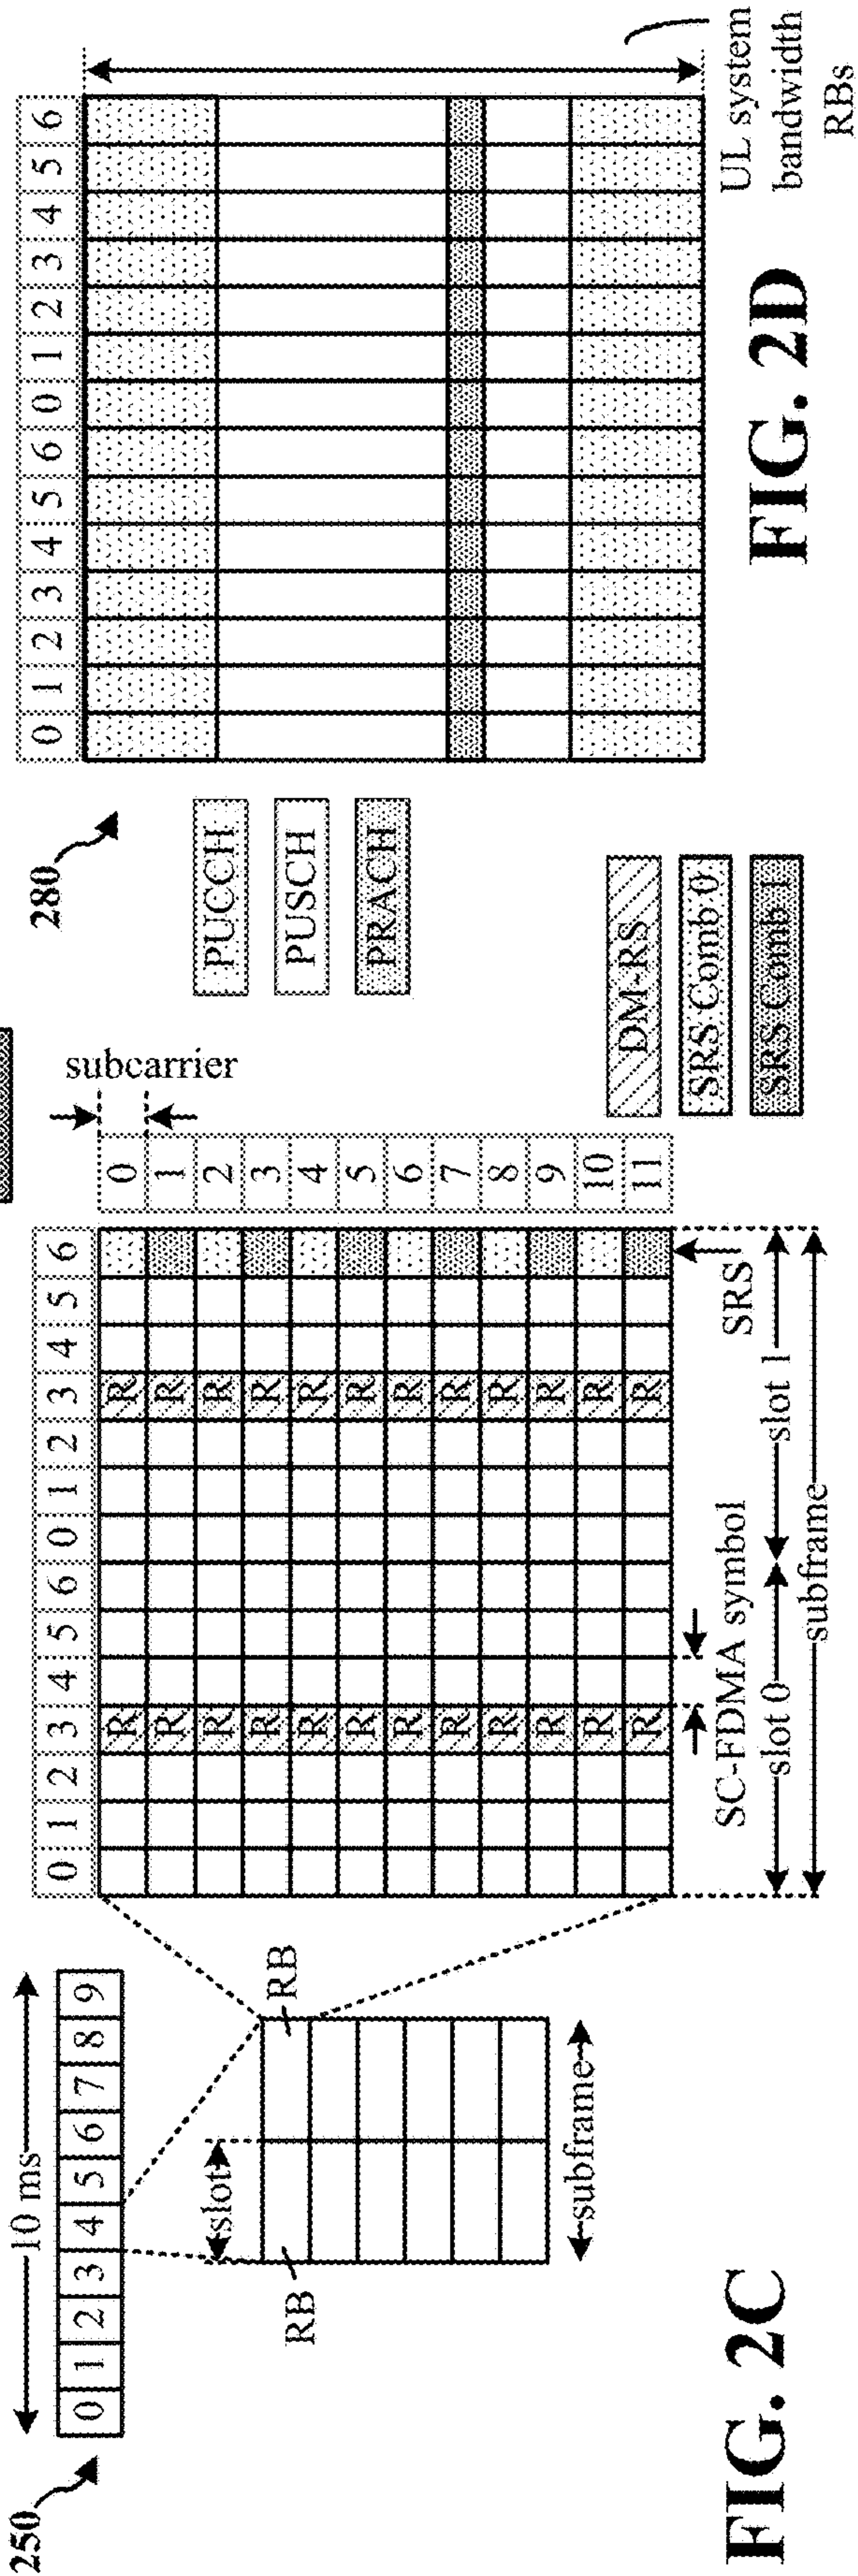 250
10 ms
0 1 2 3 4 5 6 7 8 9
RB
slot
RB
subframe
FIG. 2C
0 1 2 3 4 5 6 0 1 2 3 4 5 6
subcarrier
0
1
2
3
4
5
6
7
8
9
10
11
R R
R R
R R
R R
R R
R R
R R
R R
R R
R R
R R
R R
SC-FDMA symbol
SRS
slot 0
slot 1
subframe
DM-RS
SRS Comb 0
SRS Comb 1
280
PUCCH
PUSCH
PRACH
0 1 2 3 4 5 6 0 1 2 3 4 5 6
UL system
bandwidth
RBs
FIG. 2D